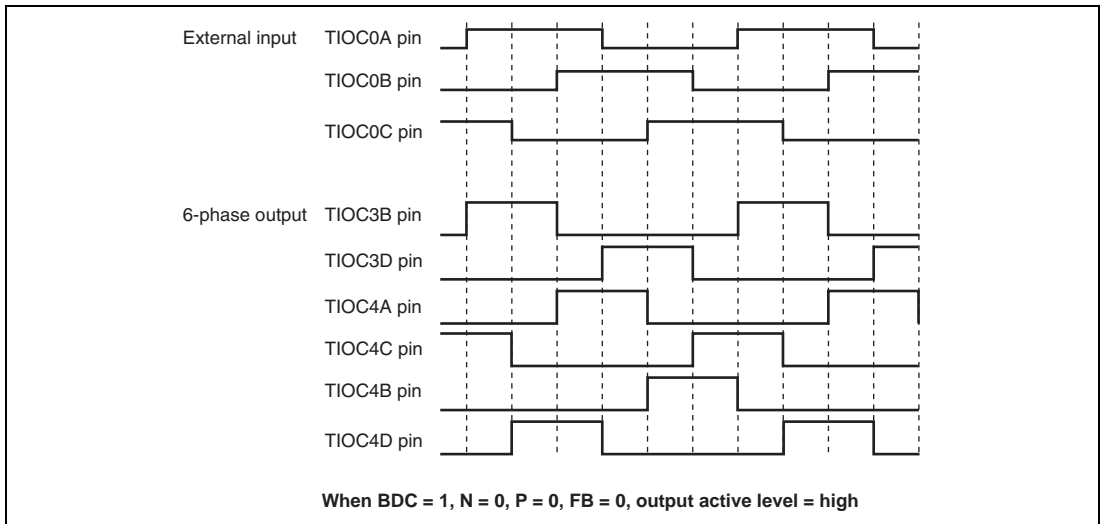 External input TIOC0A pin
TIOC0B pin
TIOC0C pin
6-phase output TIOC3B pin
TIOC3D pin
TIOC4A pin
TIOC4C pin
TIOC4B pin
TIOC4D pin
When BDC = 1, N = 0, P = 0, FB = 0, output active level = high